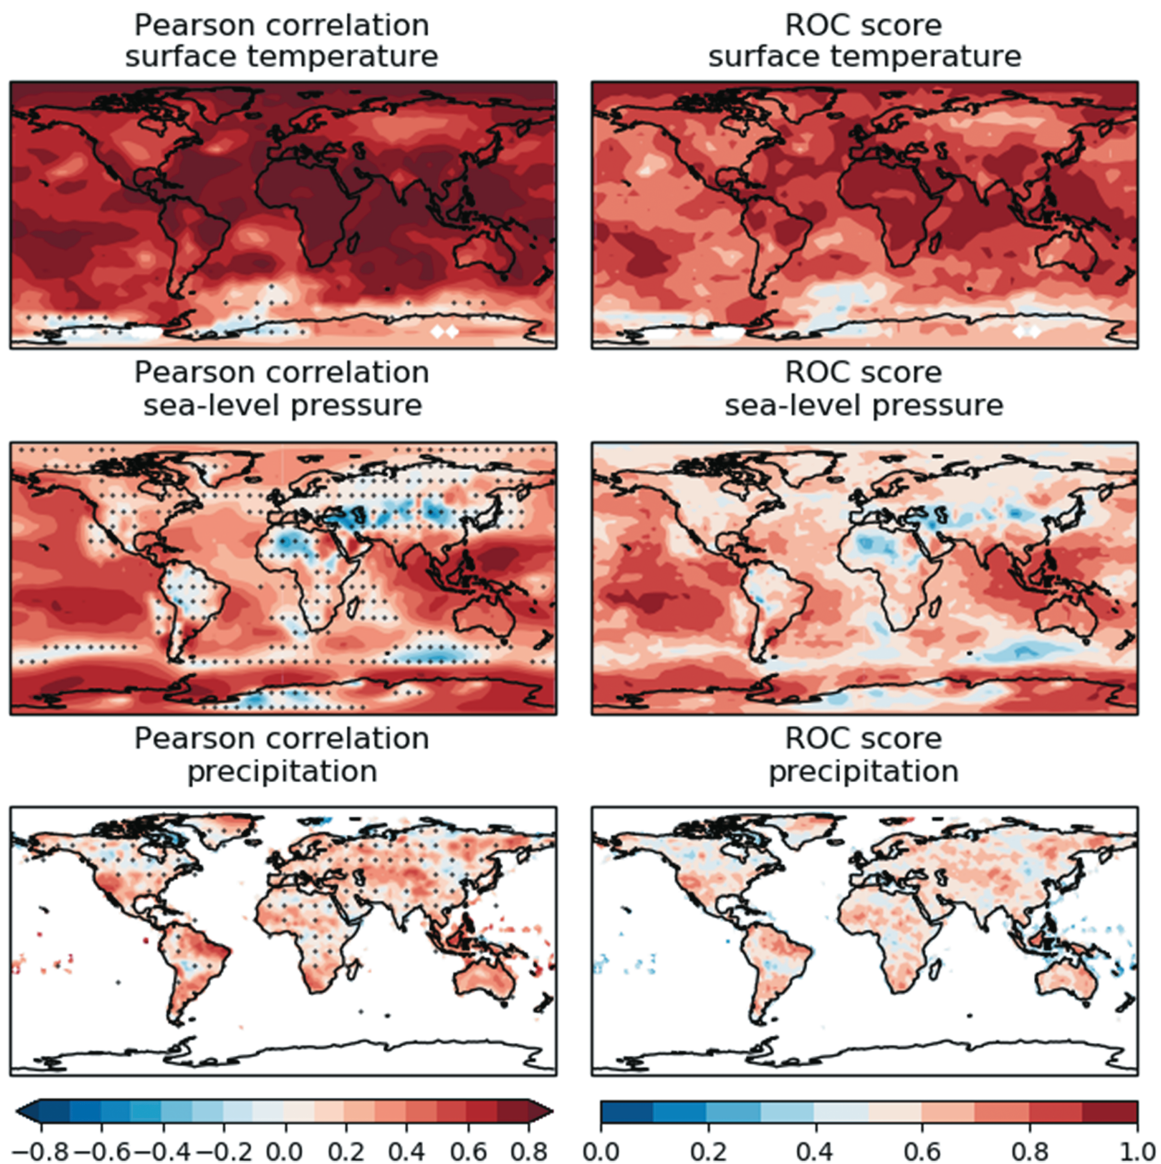 Pearson correlation
surface temperature
ROC score
surface temperature
Pearson correlation
sea-level pressure
ROC score
sea-level pressure
Pearson correlation
precipitation
ROC score
precipitation
−0.8 −0.6 −0.4 −0.2 0.0 0.2 0.4 0.6 0.8
0.0 0.2 0.4 0.6 0.8 1.0